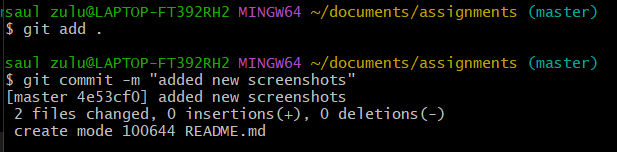 saul zulu@LAPTOP-FT392RH2 MINGW64 ~/documents/assignments (master)
$ git add .
saul zulu@LAPTOP-FT392RH2 MINGW64 ~/documents/assignments (master)
$ git commit -m "added new screenshots"
[master 4e53cf0] added new screenshots
 2 files changed, 0 insertions(+), 0 deletions(-)
 create mode 100644 README.md